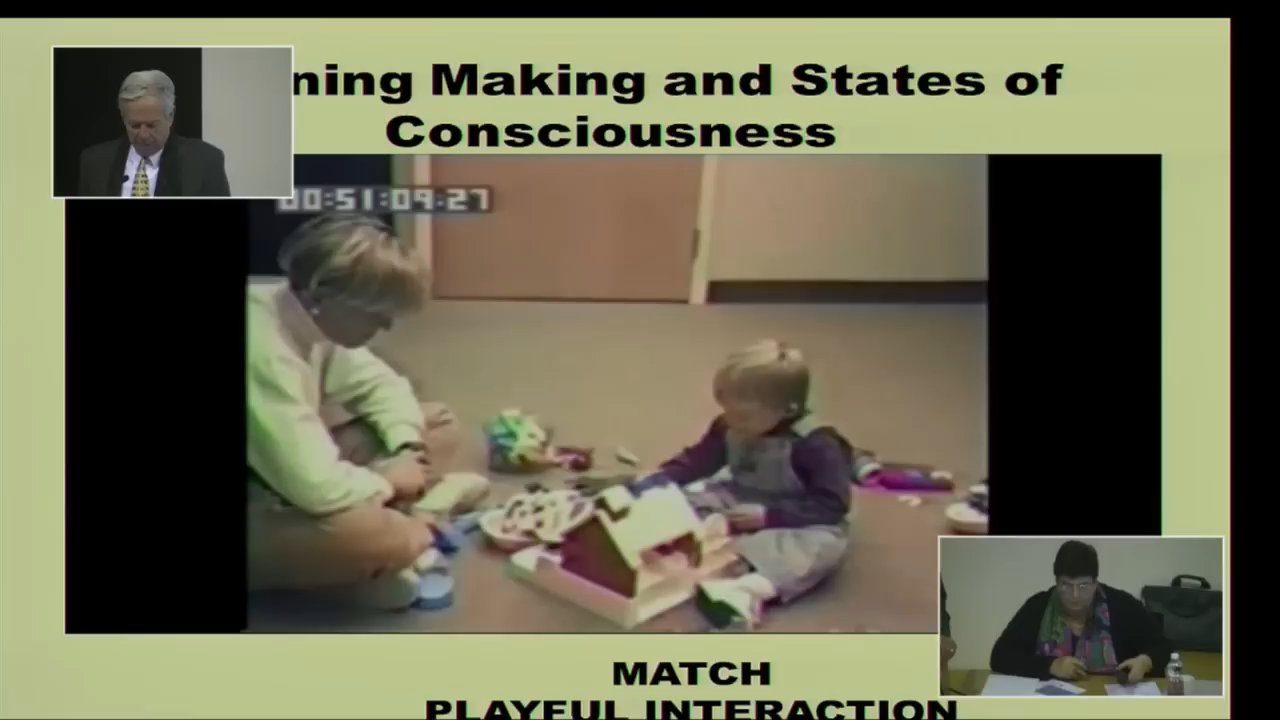 ning Making and States of
Consciousness
00:51:09:27
MATCH
PLAYFUL INTERACTION